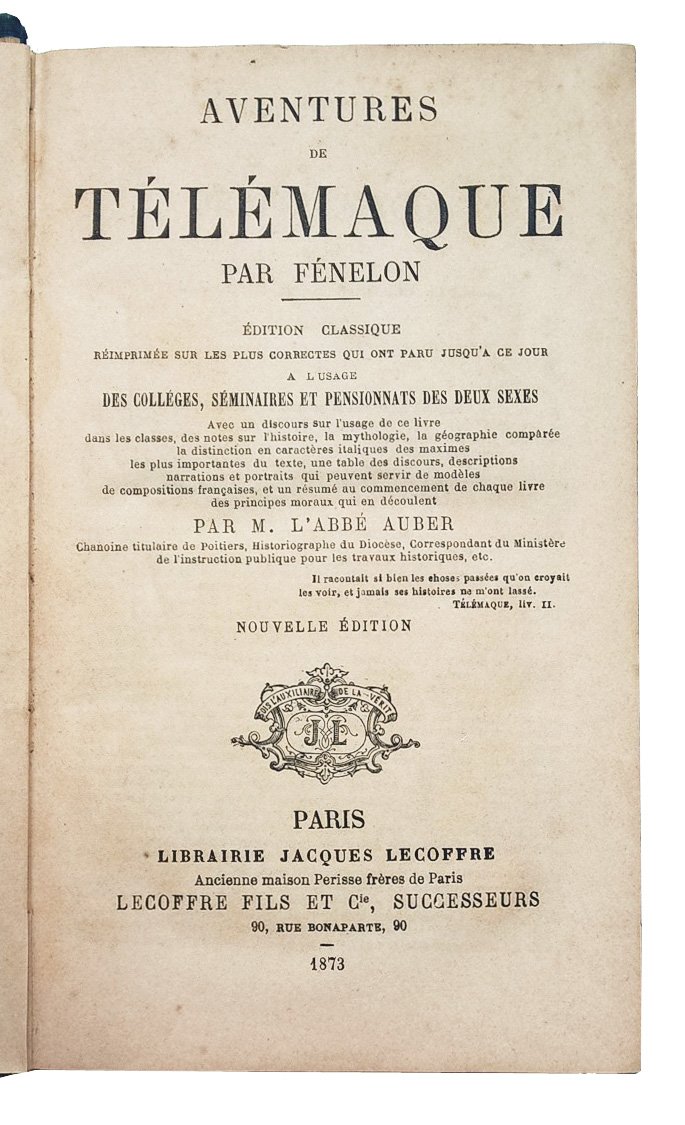 AVENTURES
DE
TÉLÉMAQUE
PAR FÉNELON
ÉDITION CLASSIQUE
RÉIMPRIMÉE SUR LES PLUS CORRECTES QUI ONT PARU JUSQU'A CE JOUR
A L'USAGE
DES COLLÉGES, SÉMINAIRES ET PENSIONNATS DES DEUX SEXES
Avec un discours sur l'usage de ce livre
dans les classes, des notes sur l'histoire, la mythologie, la géographie comparée
la distinction en caractères italiques des maximes
les plus importantes du texte, une table des discours, descriptions
narrations et portraits qui peuvent servir de modèles
de compositions françaises, et un résumé au commencement de chaque livre
des principes moraux qui en découlent
PAR M. L'ABBÉ AUBER
Chanoine titulaire de Poitiers, Historiographe du Diocèse, Correspondant du Ministère
de l'instruction publique pour les travaux historiques, etc.
Il racontait si bien les choses passées qu'on croyait
les voir, et jamais ses histoires ne m'ont lassé.
TÉLÉMAQUE, liv. II.
NOUVELLE ÉDITION
SOIS L'AUXILIAIRE DE LA VÉRITÉ
JL
PARIS
LIBRAIRIE JACQUES LECOFFRE
Ancienne maison Perisse frères de Paris
LECOFFRE FILS ET Cie, SUCCESSEURS
90, RUE BONAPARTE, 90
1873